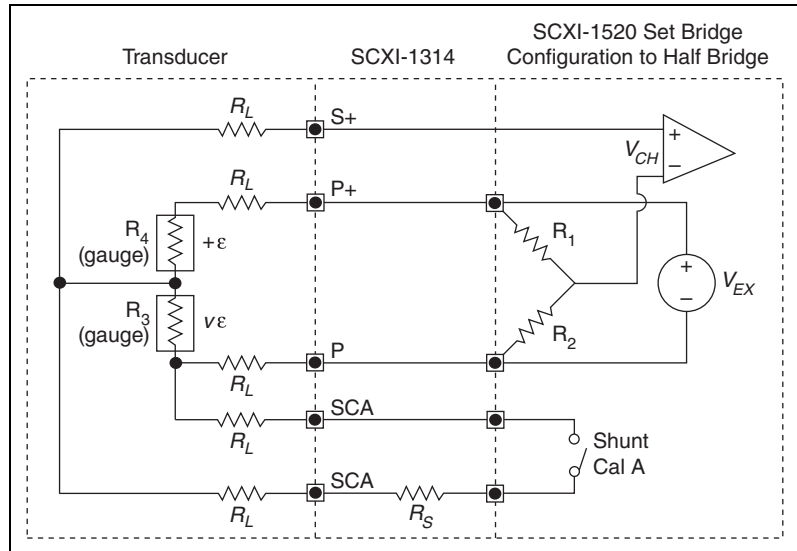 SCXI-1520 Set Bridge
Transducer SCXI-1314 Configuration to Half Bridge
R_L S+
+
V_CH
–
R_L P+
R_4
(gauge)
+ε
R_1
+
V_EX
–
R_3
(gauge)
vε
R_2
P
R_L
SCA
R_L
Shunt
Cal A
SCA
R_L
R_S